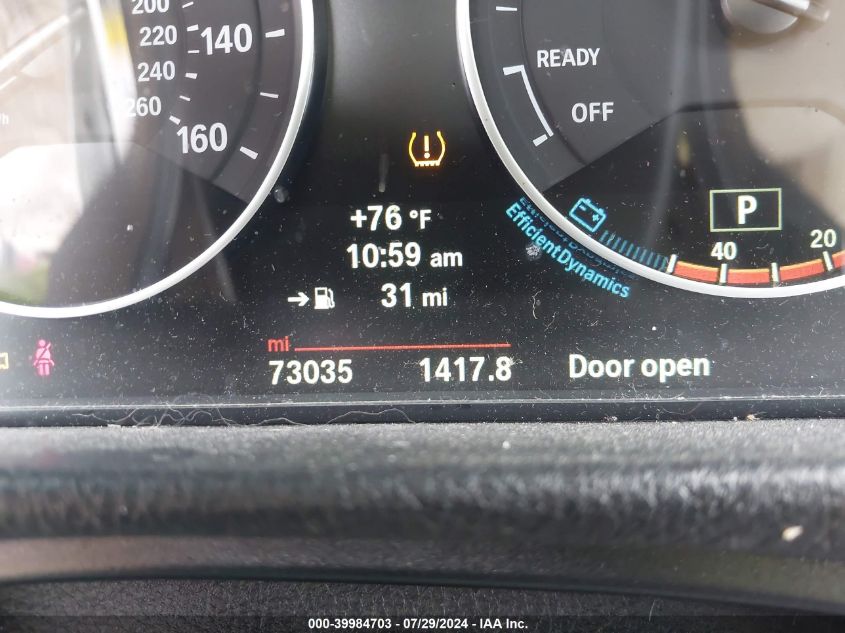 200
220
140
240
260
160
READY
OFF
+76 °F
10:59 am
31 mi
EfficientDynamics
P
40
20
mi
73035
1417.8
Door open
000-39984703 - 07/29/2024 - IAA Inc.